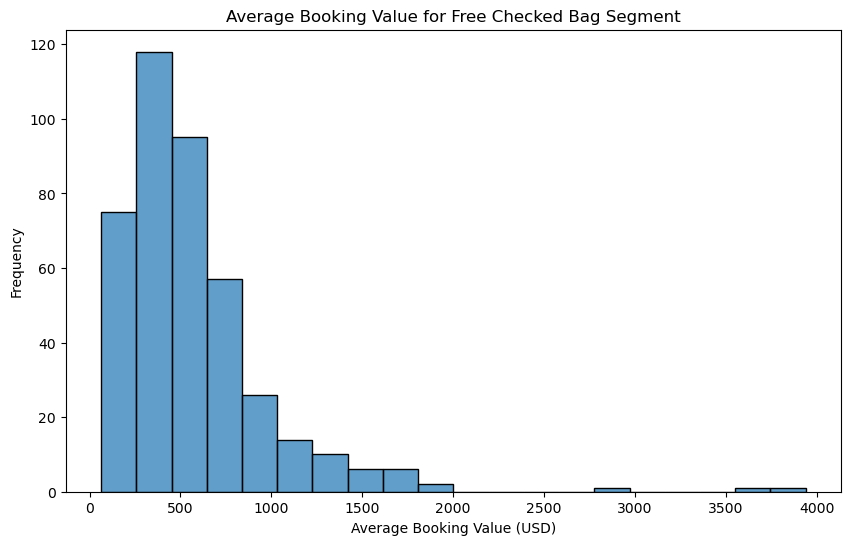 Average Booking Value for Free Checked Bag Segment
120
100
80
60
40
20
0
Frequency
0 500 1000 1500 2000 2500 3000 3500 4000
Average Booking Value (USD)